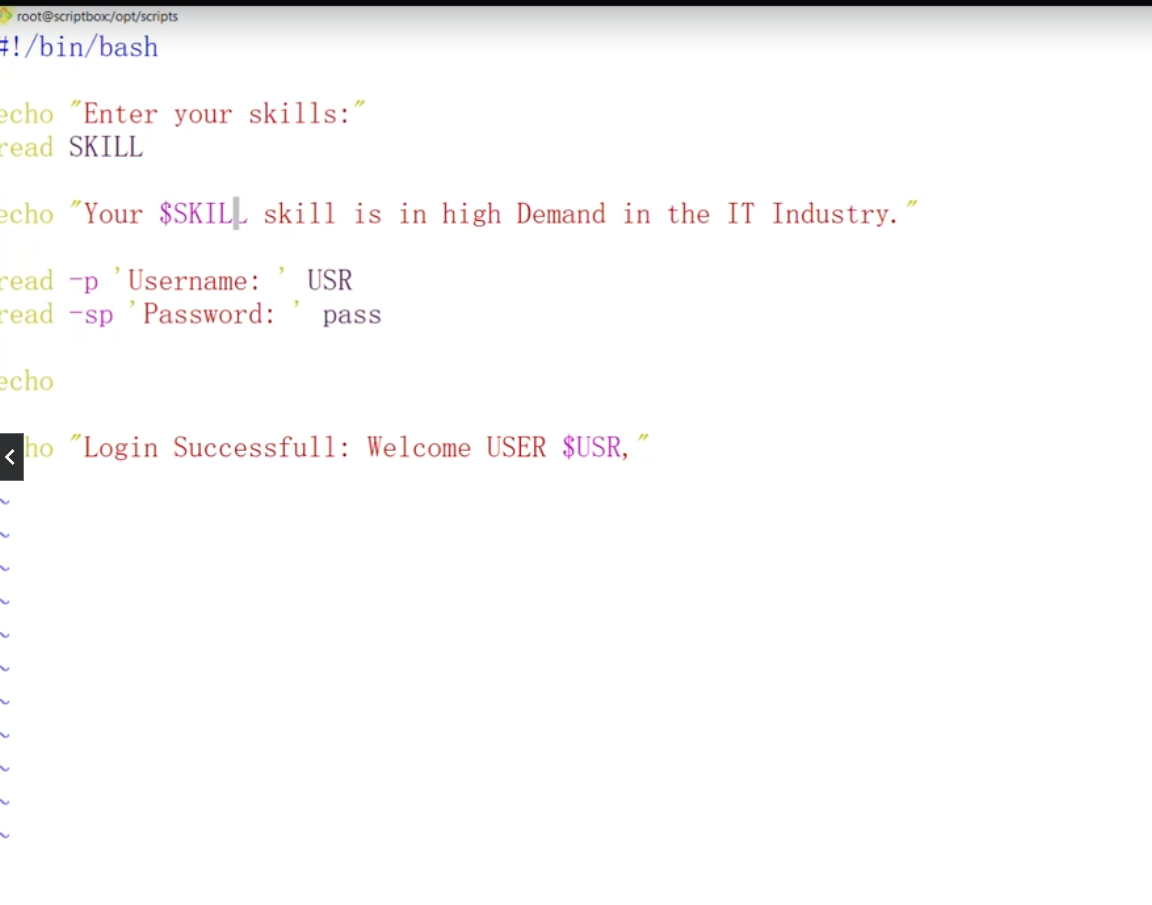 root@scriptbox:/opt/scripts
#!/bin/bash
echo "Enter your skills:"
read SKILL
echo "Your $SKILL skill is in high Demand in the IT Industry."
read -p 'Username: ' USR
read -sp 'Password: ' pass
echo
ho "Login Successfull: Welcome USER $USR,"
~
~
~
~
~
~
~
~
~
~
~